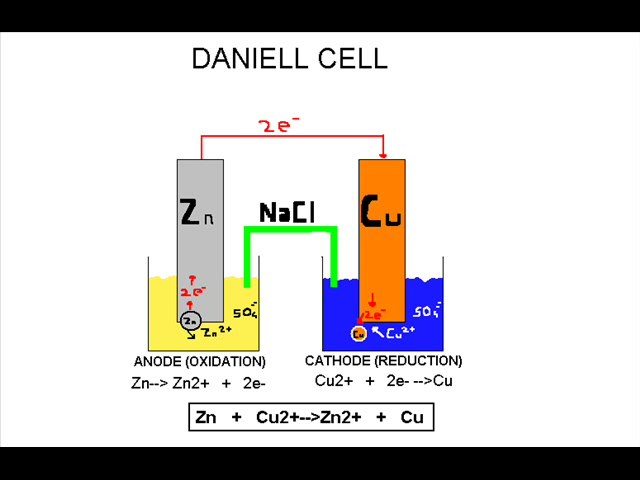 DANIELL CELL
2e-
Zn
NaCl
Cu
2e-
Zn
Zn2+
SO4-
2e-
Cu
Cu2+
SO4-
ANODE (OXIDATION)
CATHODE (REDUCTION)
Zn--> Zn2+ + 2e-
Cu2+ + 2e- -->Cu
Zn + Cu2+-->Zn2+ + Cu